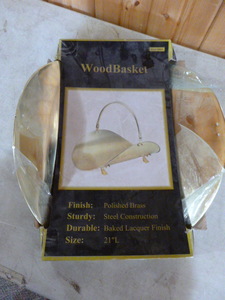 WoodBasket
Finish: Polished Brass
Sturdy: Steel Construction
Durable: Baked Lacquer Finish
Size: 21"L